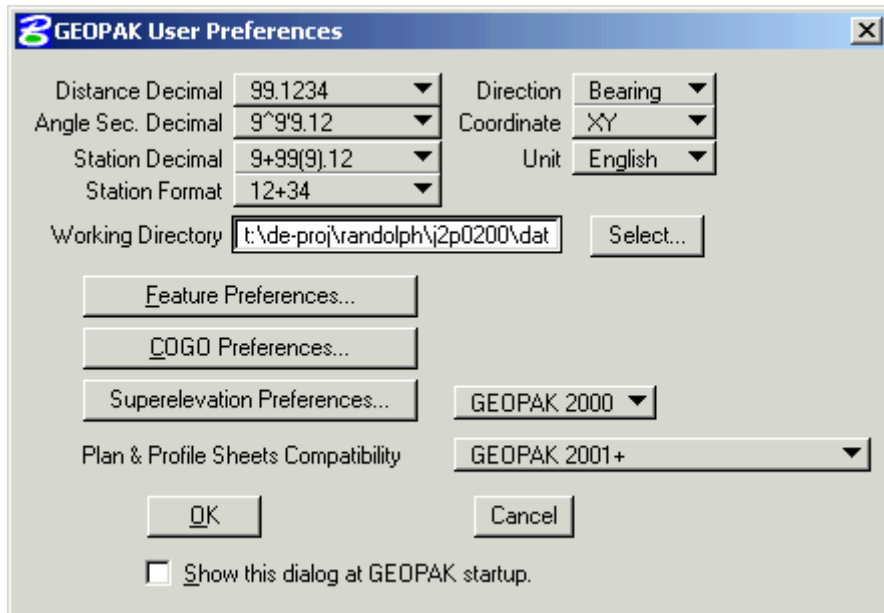 GEOPAK User Preferences
Distance Decimal 99.1234 Direction Bearing
Angle Sec. Decimal 9^9'9.12 Coordinate XY
Station Decimal 9+99(9).12 Unit English
Station Format 12+34
Working Directory t:\de-proj\randolph\j2p0200\dat Select...
Feature Preferences...
COGO Preferences...
Superelevation Preferences... GEOPAK 2000
Plan & Profile Sheets Compatibility GEOPAK 2001+
OK Cancel
Show this dialog at GEOPAK startup.